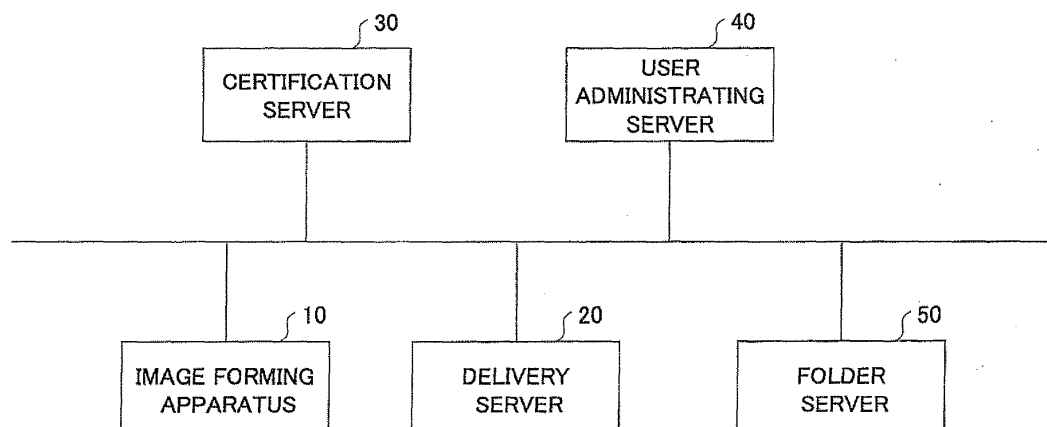 30
CERTIFICATION
SERVER
40
USER
ADMINISTRATING
SERVER
10
IMAGE FORMING
APPARATUS
20
DELIVERY
SERVER
50
FOLDER
SERVER